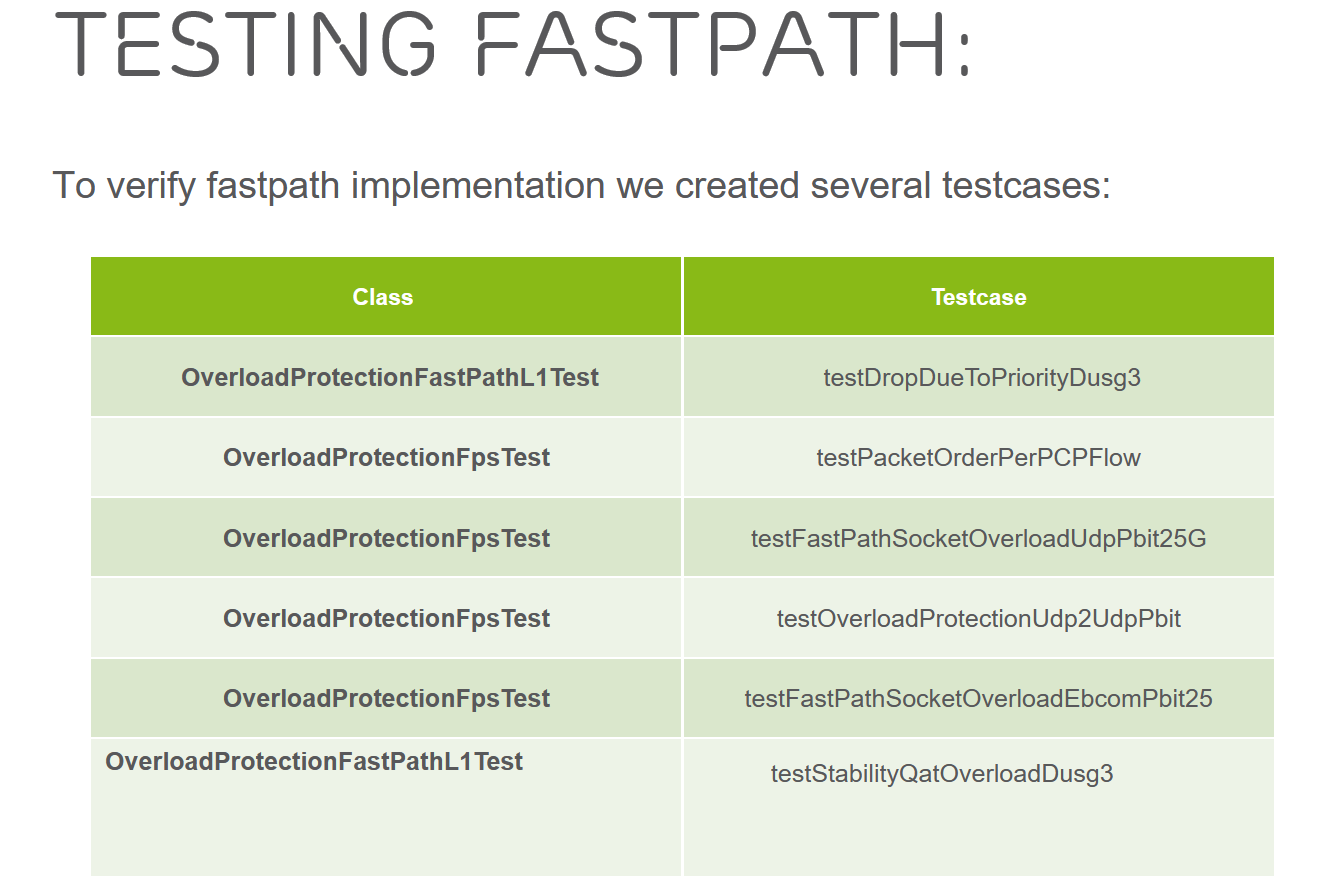 TESTING FASTPATH:
To verify fastpath implementation we created several testcases:
Class Testcase
OverloadProtectionFastPathL1Test testDropDueToPriorityDusg3
OverloadProtectionFpsTest testPacketOrderPerPCPFlow
OverloadProtectionFpsTest testFastPathSocketOverloadUdpPbit25G
OverloadProtectionFpsTest testOverloadProtectionUdp2UdpPbit
OverloadProtectionFpsTest testFastPathSocketOverloadEbcomPbit25
OverloadProtectionFastPathL1Test testStabilityQatOverloadDusg3